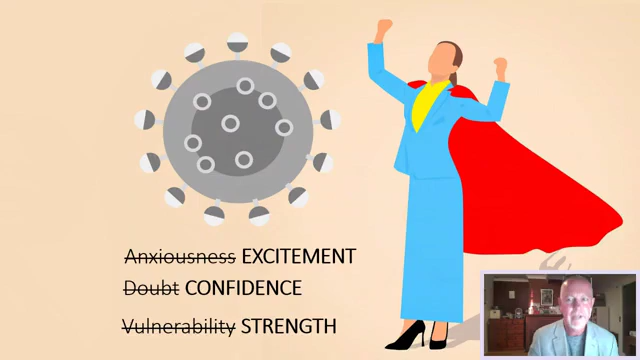 Anxiousness EXCITEMENT
Doubt CONFIDENCE
Vulnerability STRENGTH